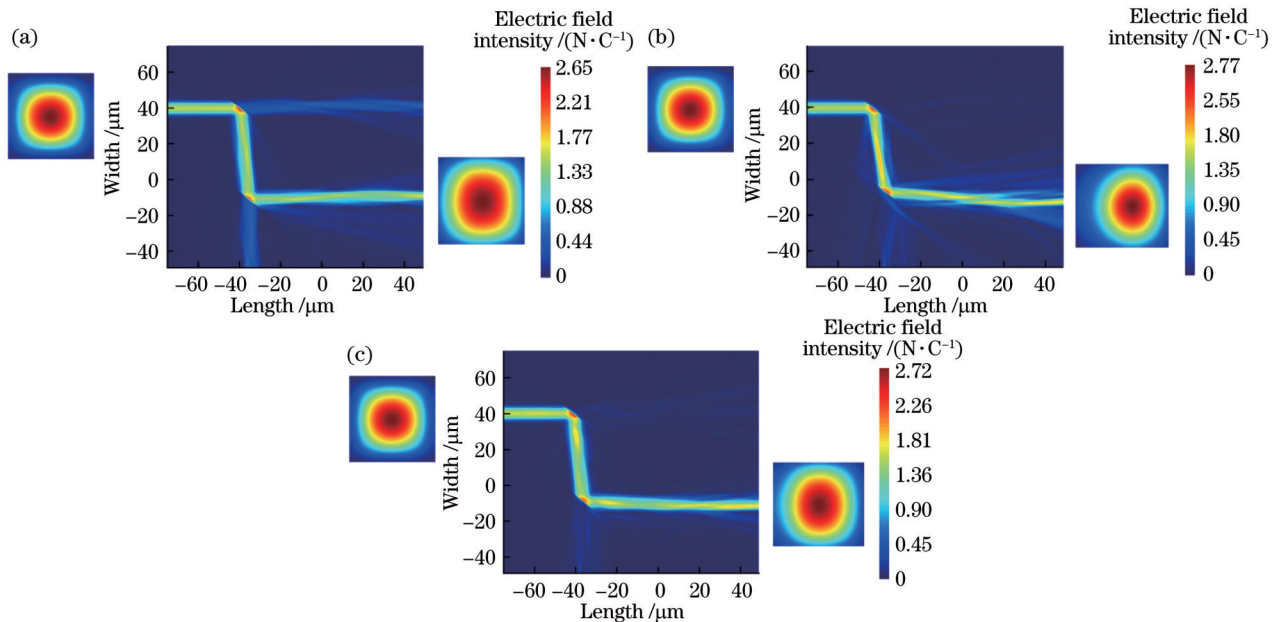 (a)
Electric field
intensity /(N·C⁻¹)
2.65
2.21
1.77
1.33
0.88
0.44
0
Width /μm
60
40
20
0
−20
−40
−60 −40 −20 0 20 40
Length /μm
(b)
Electric field
intensity /(N·C⁻¹)
2.77
2.55
1.80
1.35
0.90
0.45
0
Width /μm
60
40
20
0
−20
−40
−60 −40 −20 0 20 40
Length /μm
(c)
Electric field
intensity /(N·C⁻¹)
2.72
2.26
1.81
1.36
0.90
0.45
0
Width /μm
60
40
20
0
−20
−40
−60 −40 −20 0 20 40
Length /μm